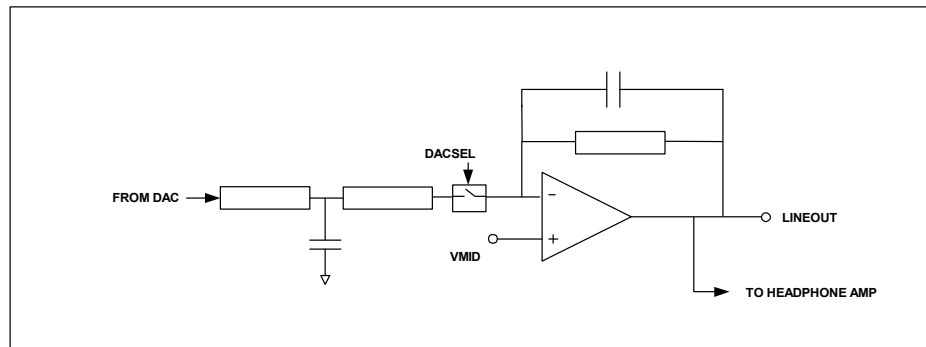 DACSEL
FROM DAC
−
+
VMID
LINEOUT
TO HEADPHONE AMP